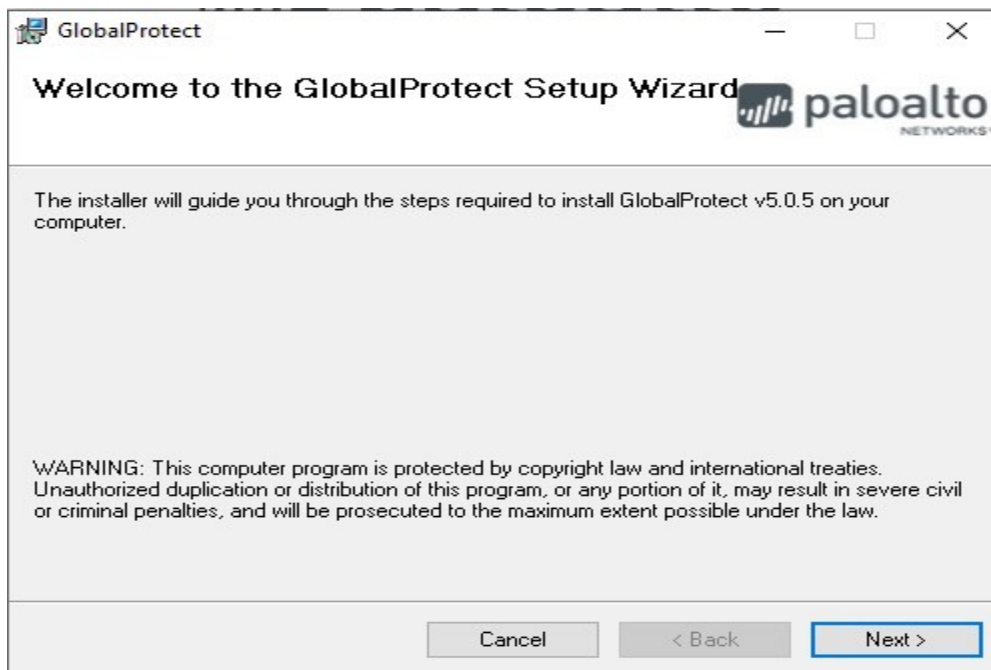 GlobalProtect
Welcome to the GlobalProtect Setup Wizard
paloalto
NETWORKS
The installer will guide you through the steps required to install GlobalProtect v5.0.5 on your
computer.
WARNING: This computer program is protected by copyright law and international treaties.
Unauthorized duplication or distribution of this program, or any portion of it, may result in severe civil
or criminal penalties, and will be prosecuted to the maximum extent possible under the law.
Cancel
< Back
Next >